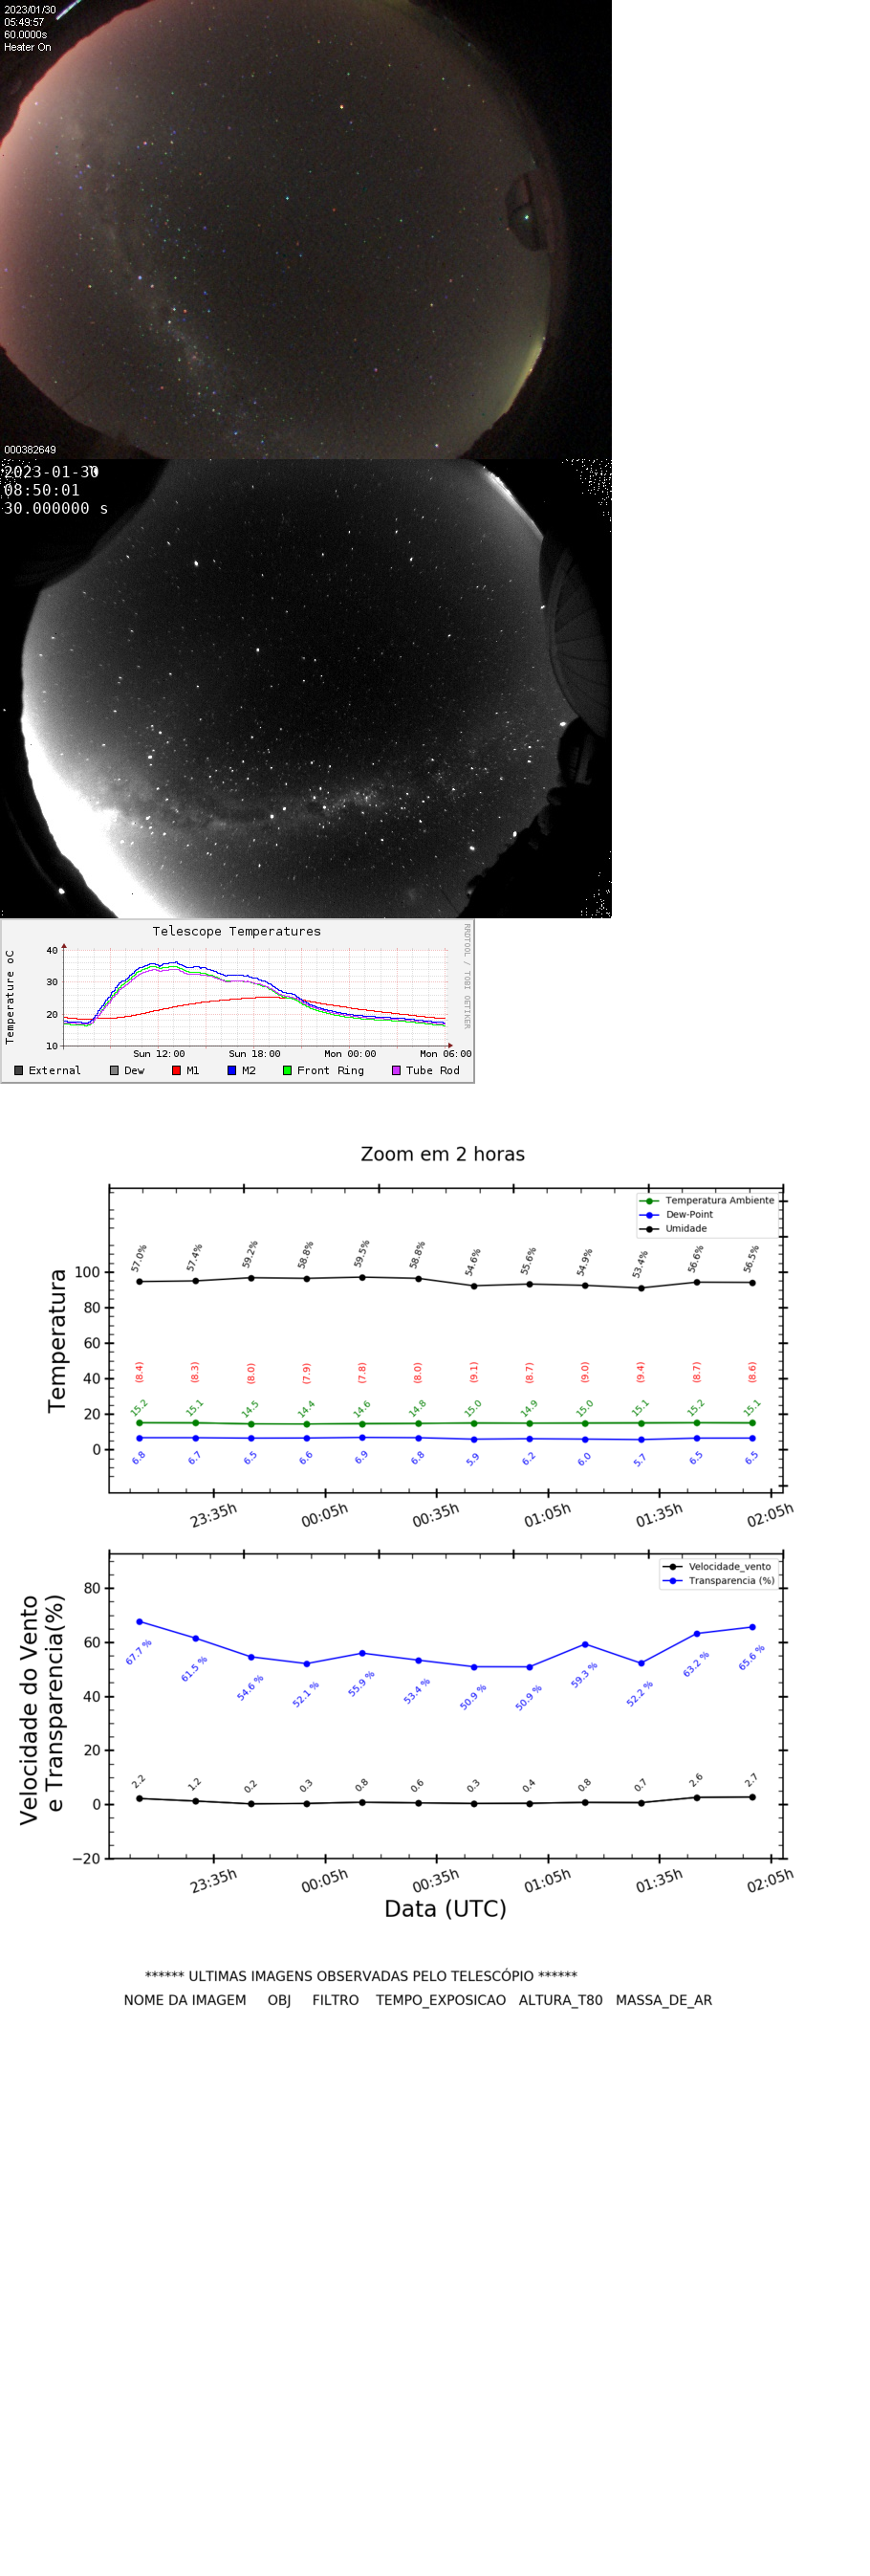 2023/01/30
05:49:57
60.0000s
Heater On
000382649
2023-01-30
08:50:01
30.000000 s
Telescope Temperatures
RRDTOOL / TOBI OETIKER
Temperature oC
40
30
20
10
Sun 12:00 Sun 18:00 Mon 00:00 Mon 06:00
External Dew M1 M2 Front Ring Tube Rod
Zoom em 2 horas
Temperatura Ambiente
Dew-Point
Umidade
57.0% 57.4% 59.2% 58.8% 59.5% 58.8% 54.6% 55.6% 54.9% 53.4% 56.6% 56.5%
Temperatura
100
80
60
40
20
0
(8.4) (8.3) (8.0) (7.9) (7.8) (8.0) (9.1) (8.7) (9.0) (9.4) (8.7) (8.6)
15.2 15.1 14.5 14.4 14.6 14.8 15.0 14.9 15.0 15.1 15.2 15.1
6.8 6.7 6.5 6.6 6.9 6.8 5.9 6.2 6.0 5.7 6.5 6.5
23:35h 00:05h 00:35h 01:05h 01:35h 02:05h
Velocidade_vento
Transparencia (%)
Velocidade do Vento
e Transparencia(%)
80
60
40
20
0
−20
67.7 % 61.5 % 54.6 % 52.1 % 55.9 % 53.4 % 50.9 % 50.9 % 59.3 % 52.2 % 63.2 % 65.6 %
2.2 1.2 0.2 0.3 0.8 0.6 0.3 0.4 0.8 0.7 2.6 2.7
23:35h 00:05h 00:35h 01:05h 01:35h 02:05h
Data (UTC)
****** ULTIMAS IMAGENS OBSERVADAS PELO TELESCÓPIO ******
NOME DA IMAGEM OBJ FILTRO TEMPO_EXPOSICAO ALTURA_T80 MASSA_DE_AR